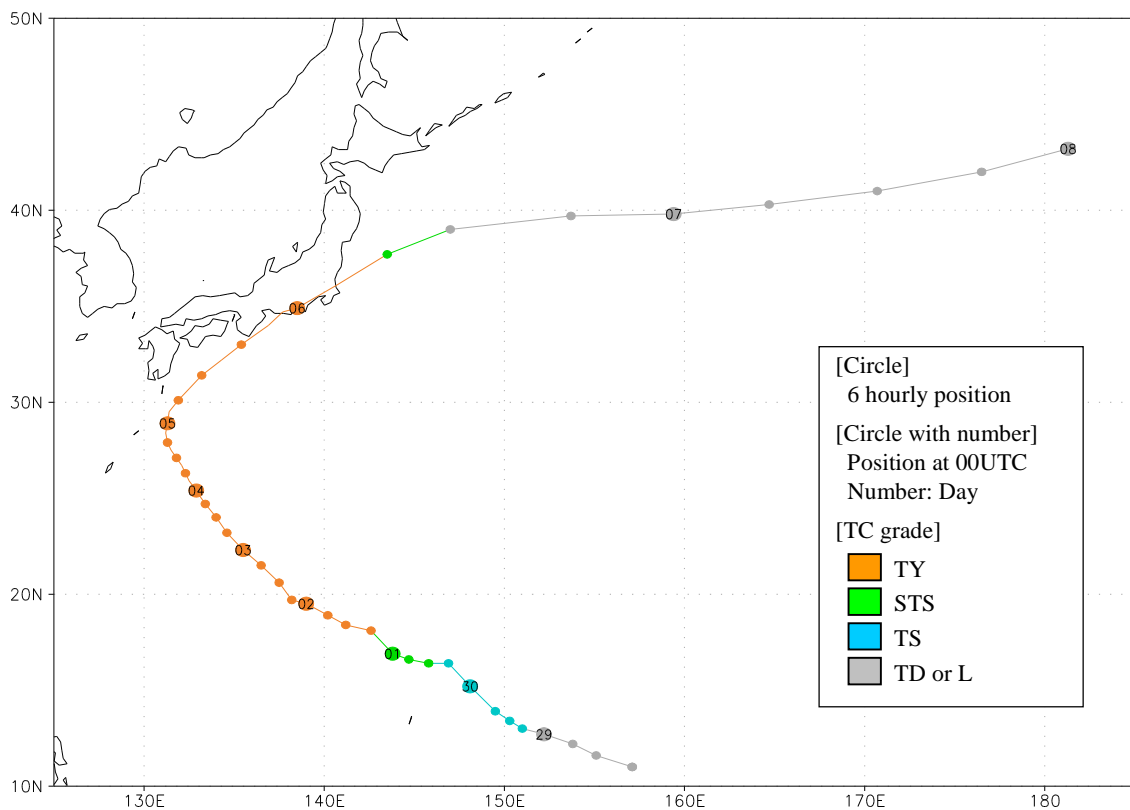 50N
40N
30N
20N
10N
130E
140E
150E
160E
170E
180
08
07
06
05
04
03
02
01
30
29
[Circle]
6 hourly position
[Circle with number]
Position at 00UTC
Number: Day
[TC grade]
TY
STS
TS
TD or L